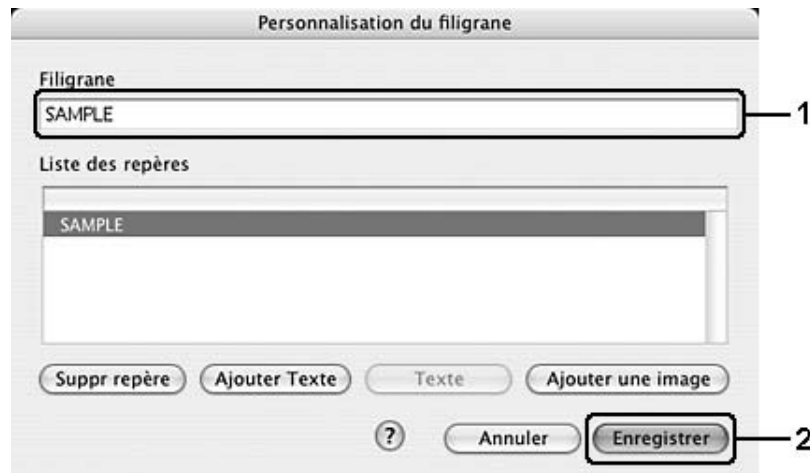 Personnalisation du filigrane
Filigrane
SAMPLE
1
Liste des repères
SAMPLE
Suppr repère Ajouter Texte Texte Ajouter une image
? Annuler Enregistrer 2